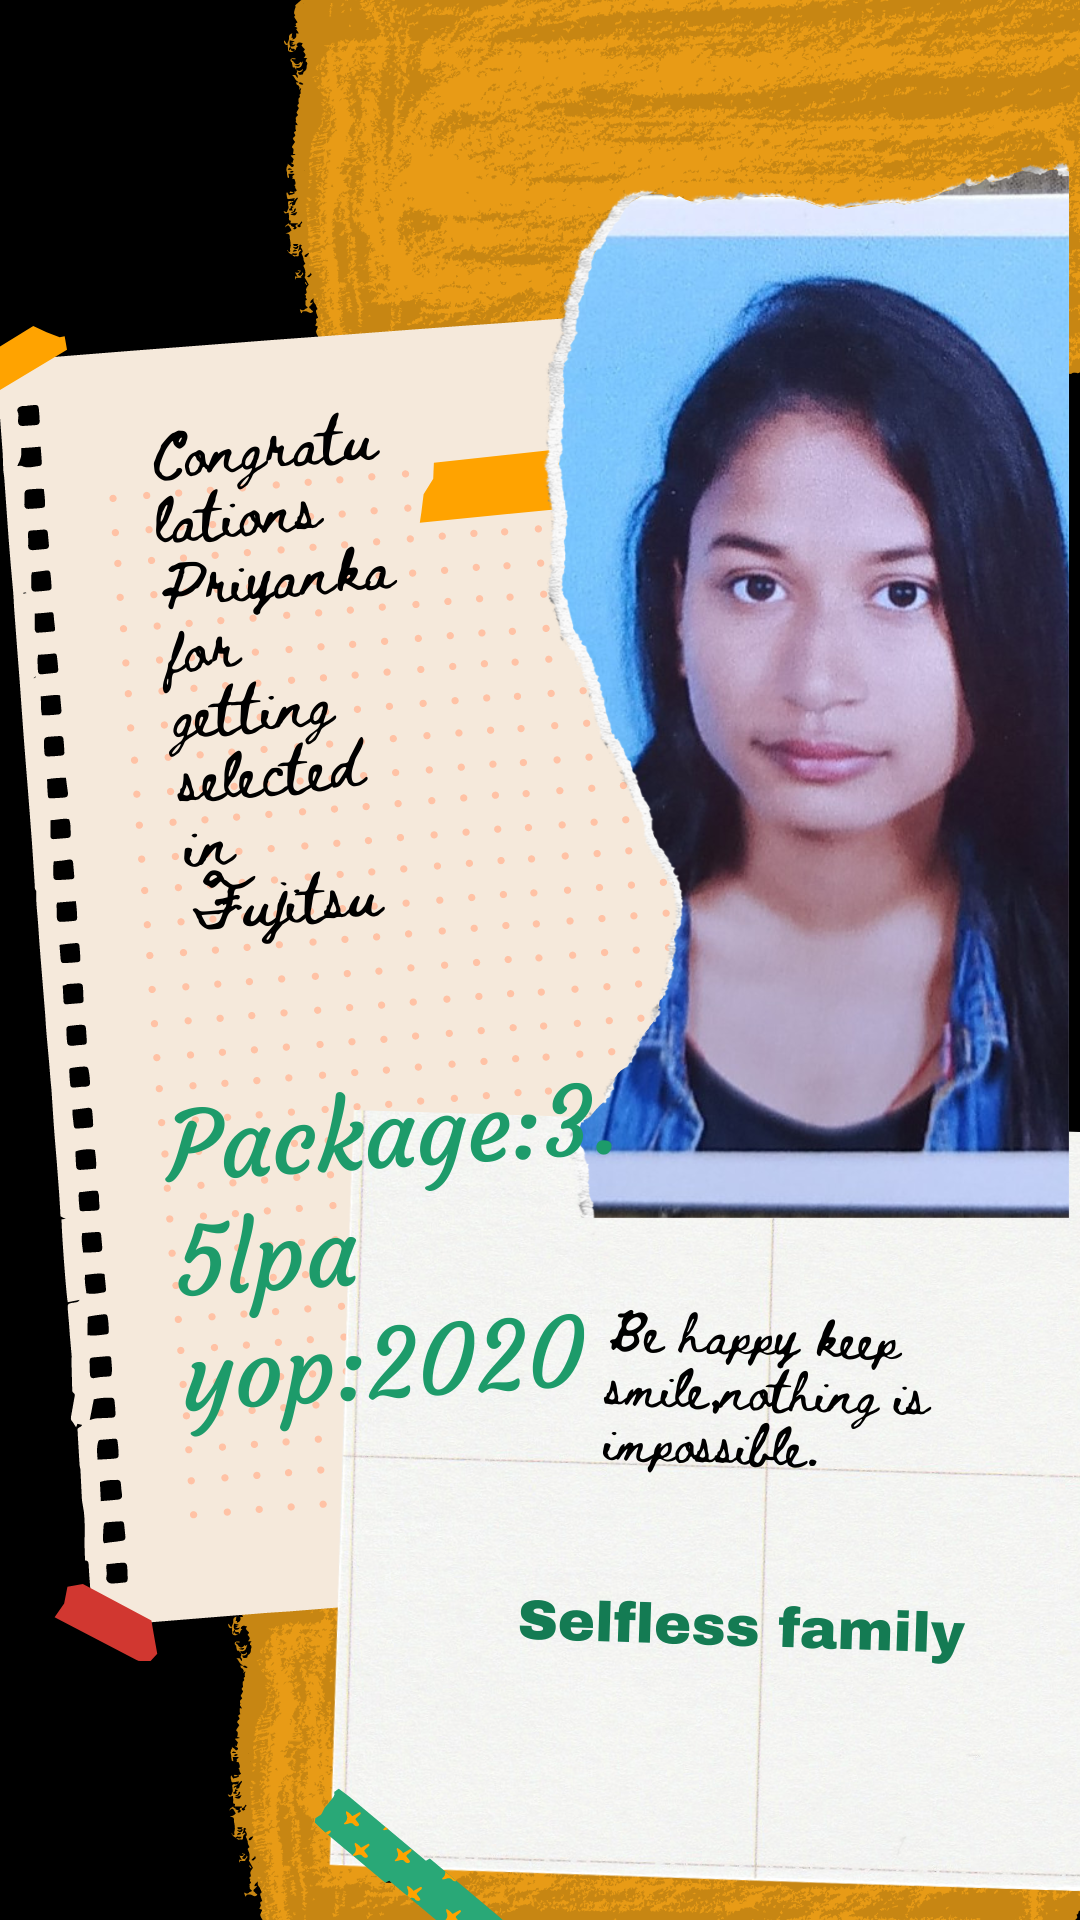 Congratu
lations
Priyanka
for
getting
selected
in
Fujitsu
Package:3.
5lpa
yop:2020
Be happy keep
smile,nothing is
impossible.
Selfless family